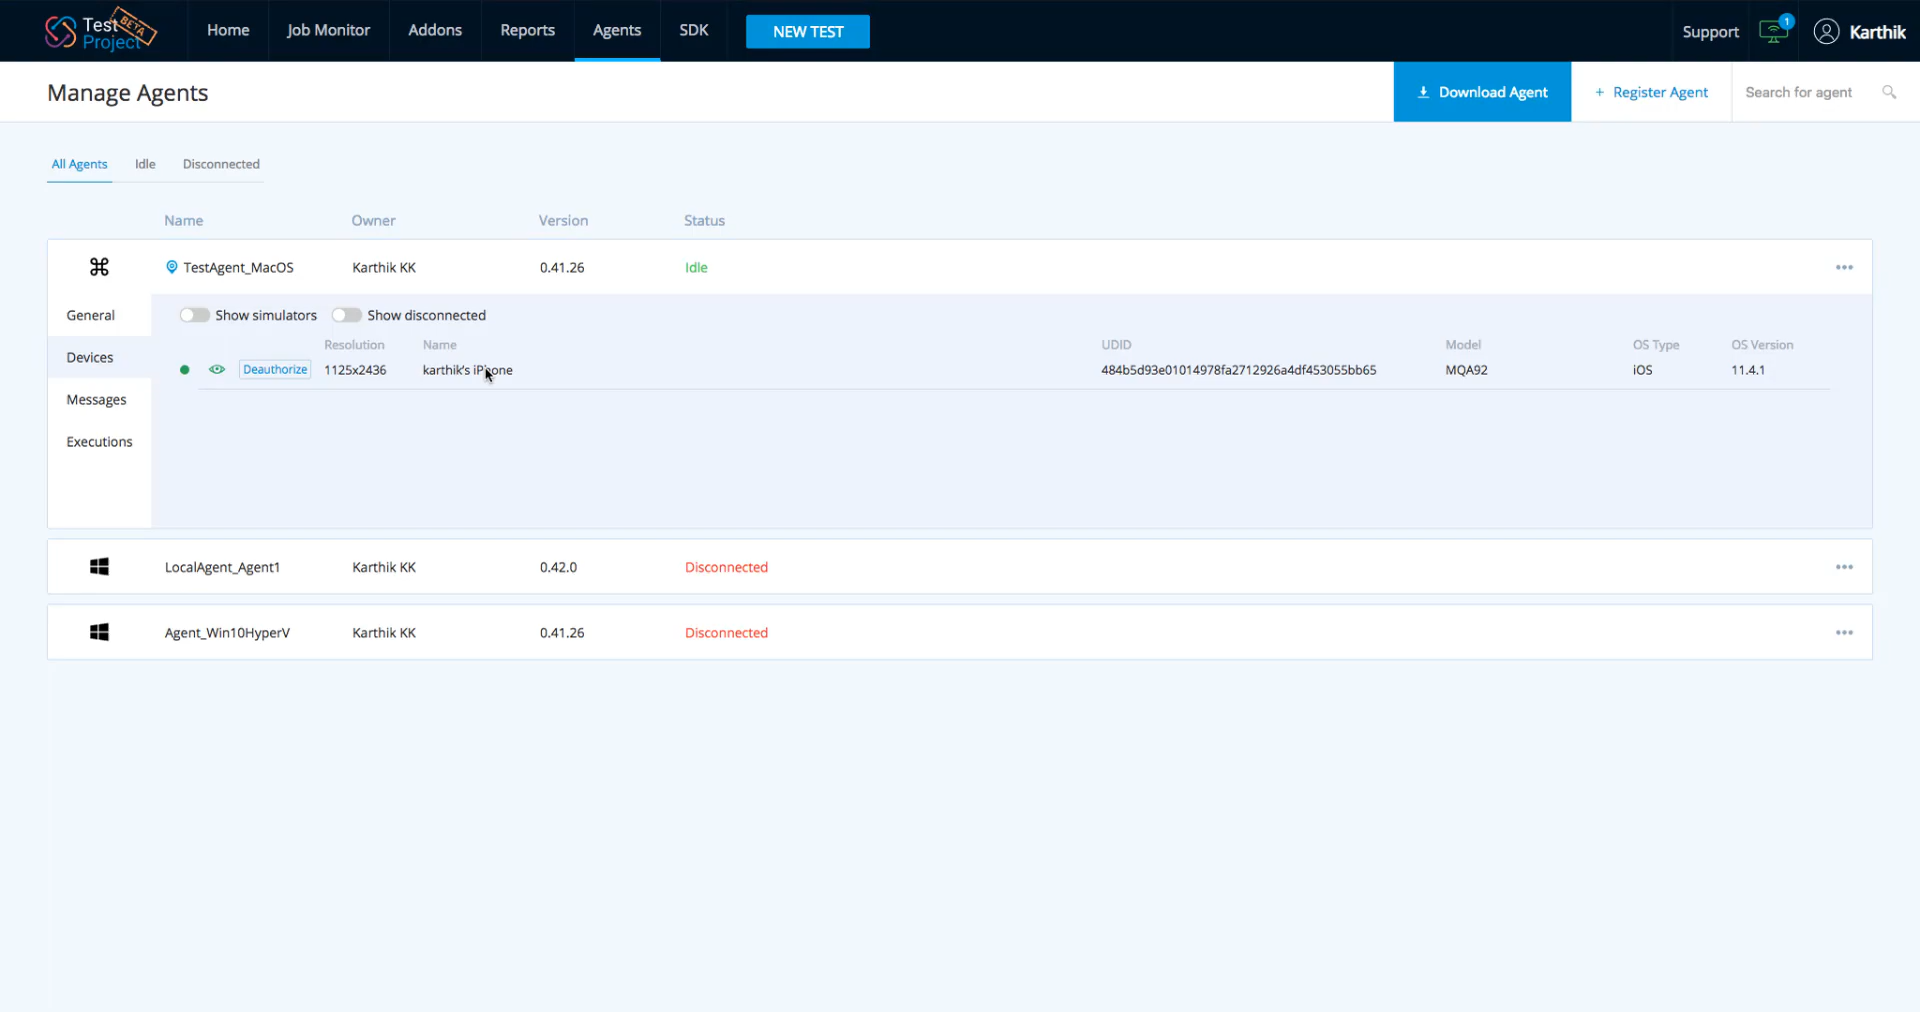 Test Project BETA Home Job Monitor Addons Reports Agents SDK NEW TEST Support 1 Karthik
Manage Agents Download Agent + Register Agent Search for agent
All Agents Idle Disconnected
Name Owner Version Status
TestAgent_MacOS Karthik KK 0.41.26 Idle
General Show simulators Show disconnected
Resolution Name UDID Model OS Type OS Version
Devices
Deauthorize 1125x2436 karthik's iPhone 484b5d93e01014978fa2712926a4df453055bb65 MQA92 iOS 11.4.1
Messages
Executions
LocalAgent_Agent1 Karthik KK 0.42.0 Disconnected
Agent_Win10HyperV Karthik KK 0.41.26 Disconnected